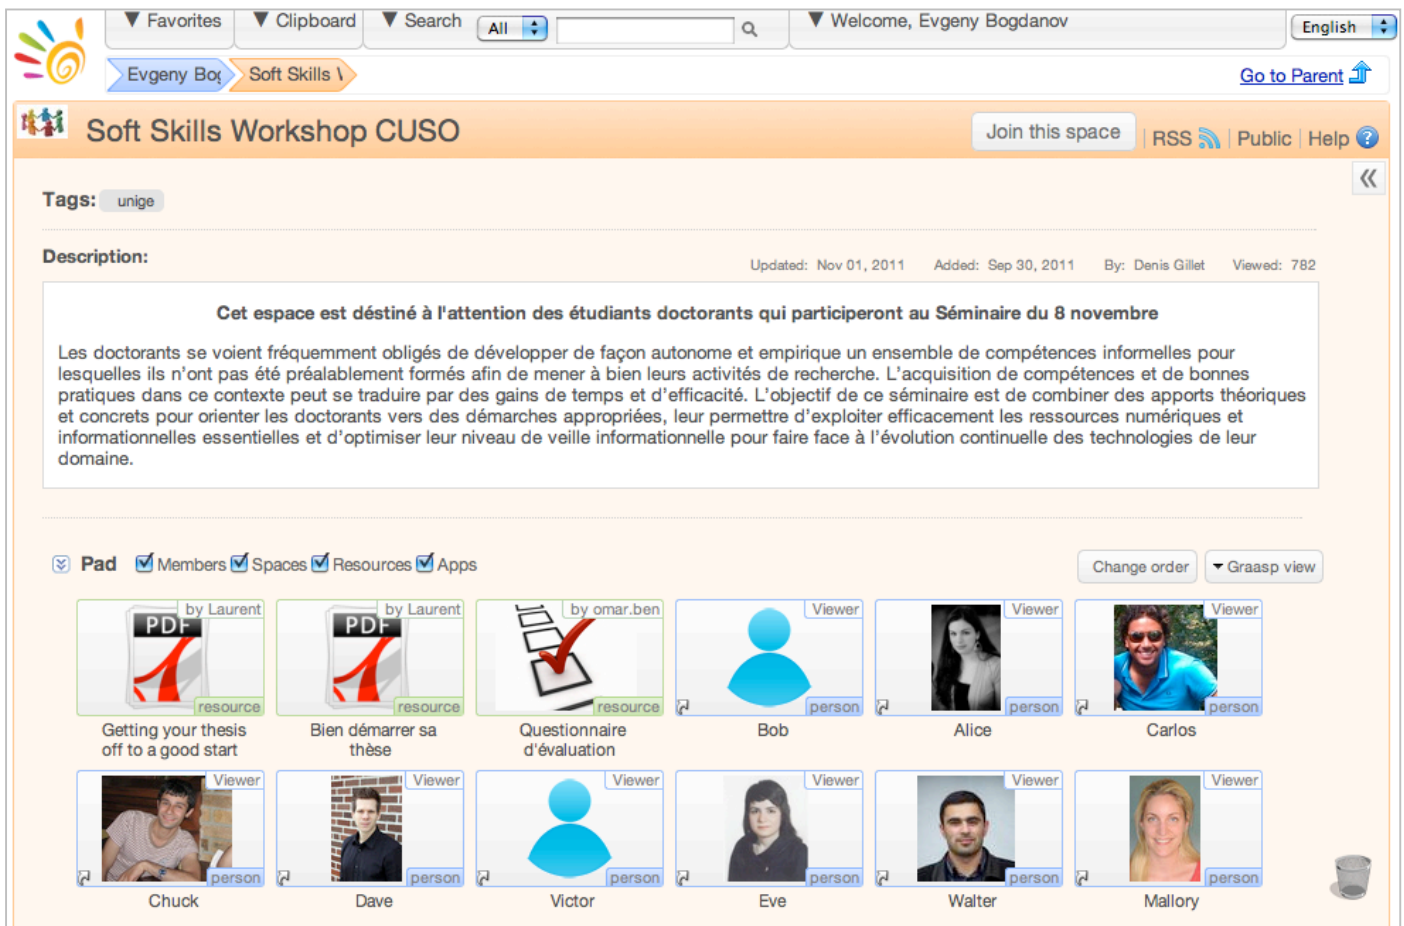 ▼ Favorites ▼ Clipboard ▼ Search All ▼ Welcome, Evgeny Bogdanov English
Evgeny Bog Soft Skills Go to Parent
Soft Skills Workshop CUSO Join this space RSS Public Help ?
Tags: unige
Description:
Updated: Nov 01, 2011 Added: Sep 30, 2011 By: Denis Gillet Viewed: 782
Cet espace est déstiné à l'attention des étudiants doctorants qui participeront au Séminaire du 8 novembre
Les doctorants se voient fréquemment obligés de développer de façon autonome et empirique un ensemble de compétences informelles pour
lesquelles ils n'ont pas été préalablement formés afin de mener à bien leurs activités de recherche. L'acquisition de compétences et de bonnes
pratiques dans ce contexte peut se traduire par des gains de temps et d'efficacité. L'objectif de ce séminaire est de combiner des apports théoriques
et concrets pour orienter les doctorants vers des démarches appropriées, leur permettre d'exploiter efficacement les ressources numériques et
informationnelles essentielles et d'optimiser leur niveau de veille informationnelle pour faire face à l'évolution continuelle des technologies de leur
domaine.
Pad Members Spaces Resources Apps Change order Graasp view
by Laurent by Laurent by omar.ben Viewer Viewer Viewer
PDF PDF
resource resource resource person person person
Getting your thesis Bien démarrer sa Questionnaire Bob Alice Carlos
off to a good start thèse d'évaluation
Viewer Viewer Viewer Viewer Viewer Viewer
person person person person person person
Chuck Dave Victor Eve Walter Mallory